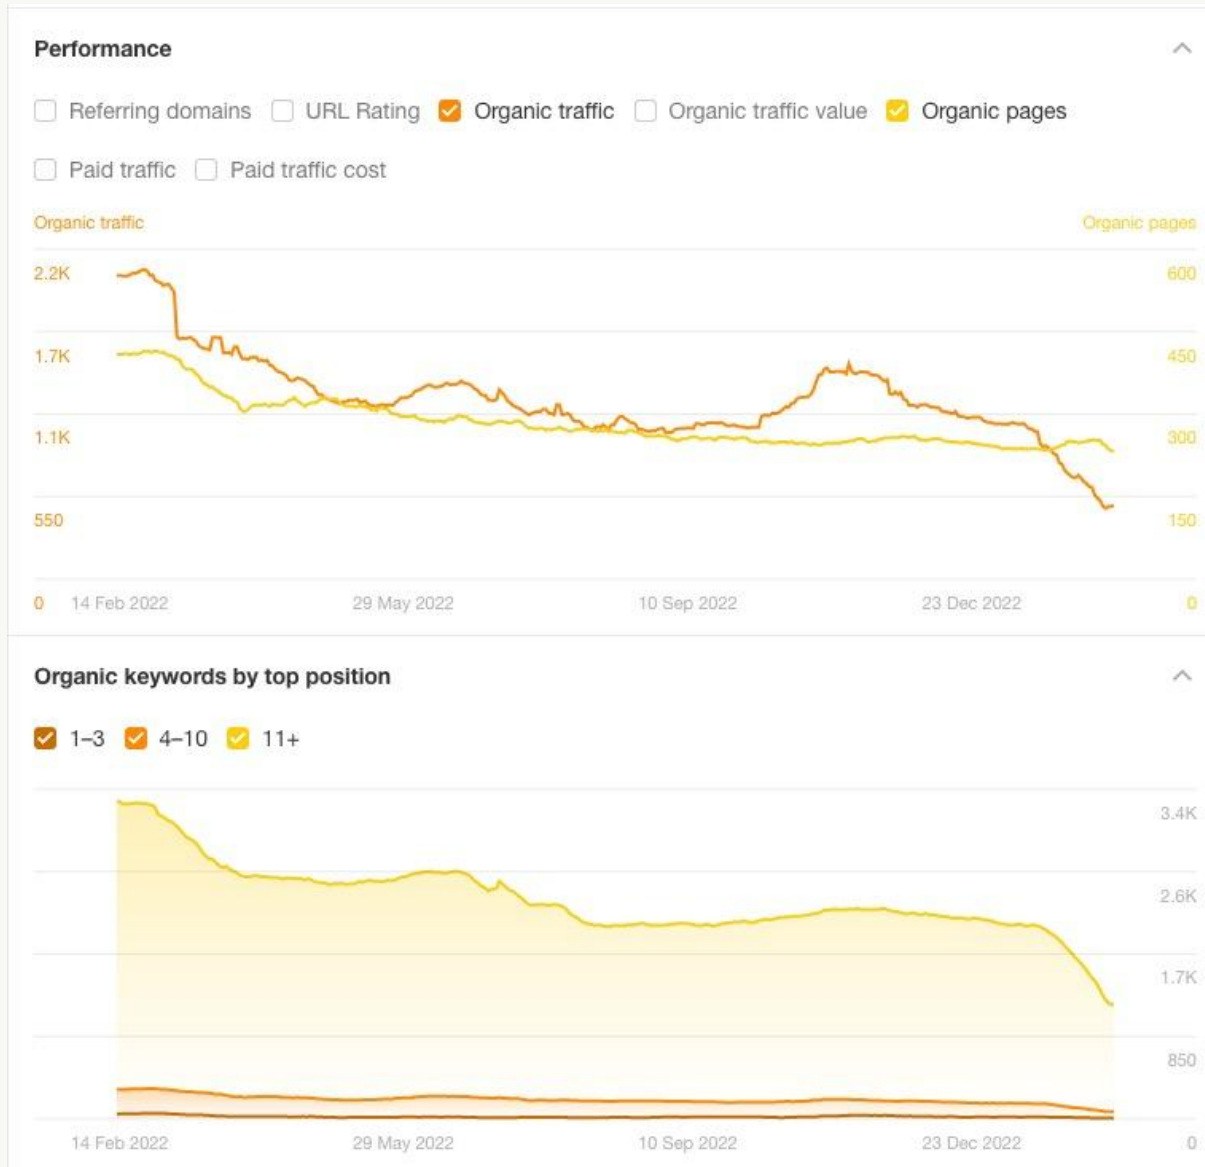 Performance
Referring domains URL Rating Organic traffic Organic traffic value Organic pages
Paid traffic Paid traffic cost
Organic traffic Organic pages
2.2K 600
1.7K 450
1.1K 300
550 150
0 14 Feb 2022 29 May 2022 10 Sep 2022 23 Dec 2022 0
Organic keywords by top position
1–3 4–10 11+
3.4K
2.6K
1.7K
850
14 Feb 2022 29 May 2022 10 Sep 2022 23 Dec 2022 0